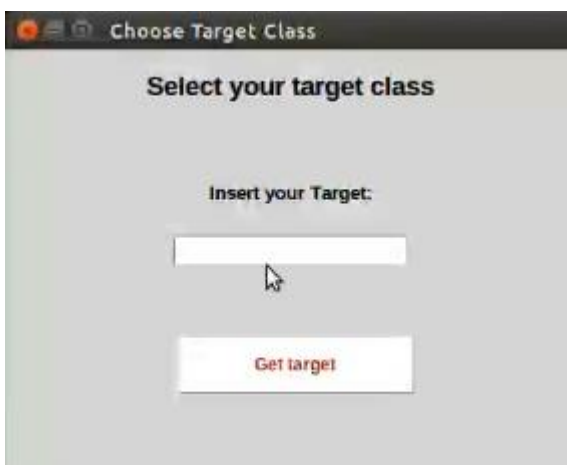 Choose Target Class
Select your target class
Insert your Target:
Get target